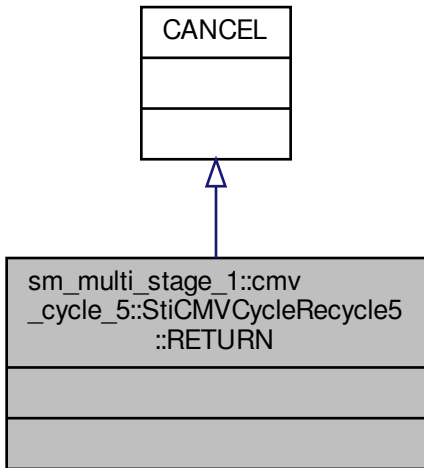 CANCEL
sm_multi_stage_1::cmv
_cycle_5::StiCMVCycleRecycle5
::RETURN